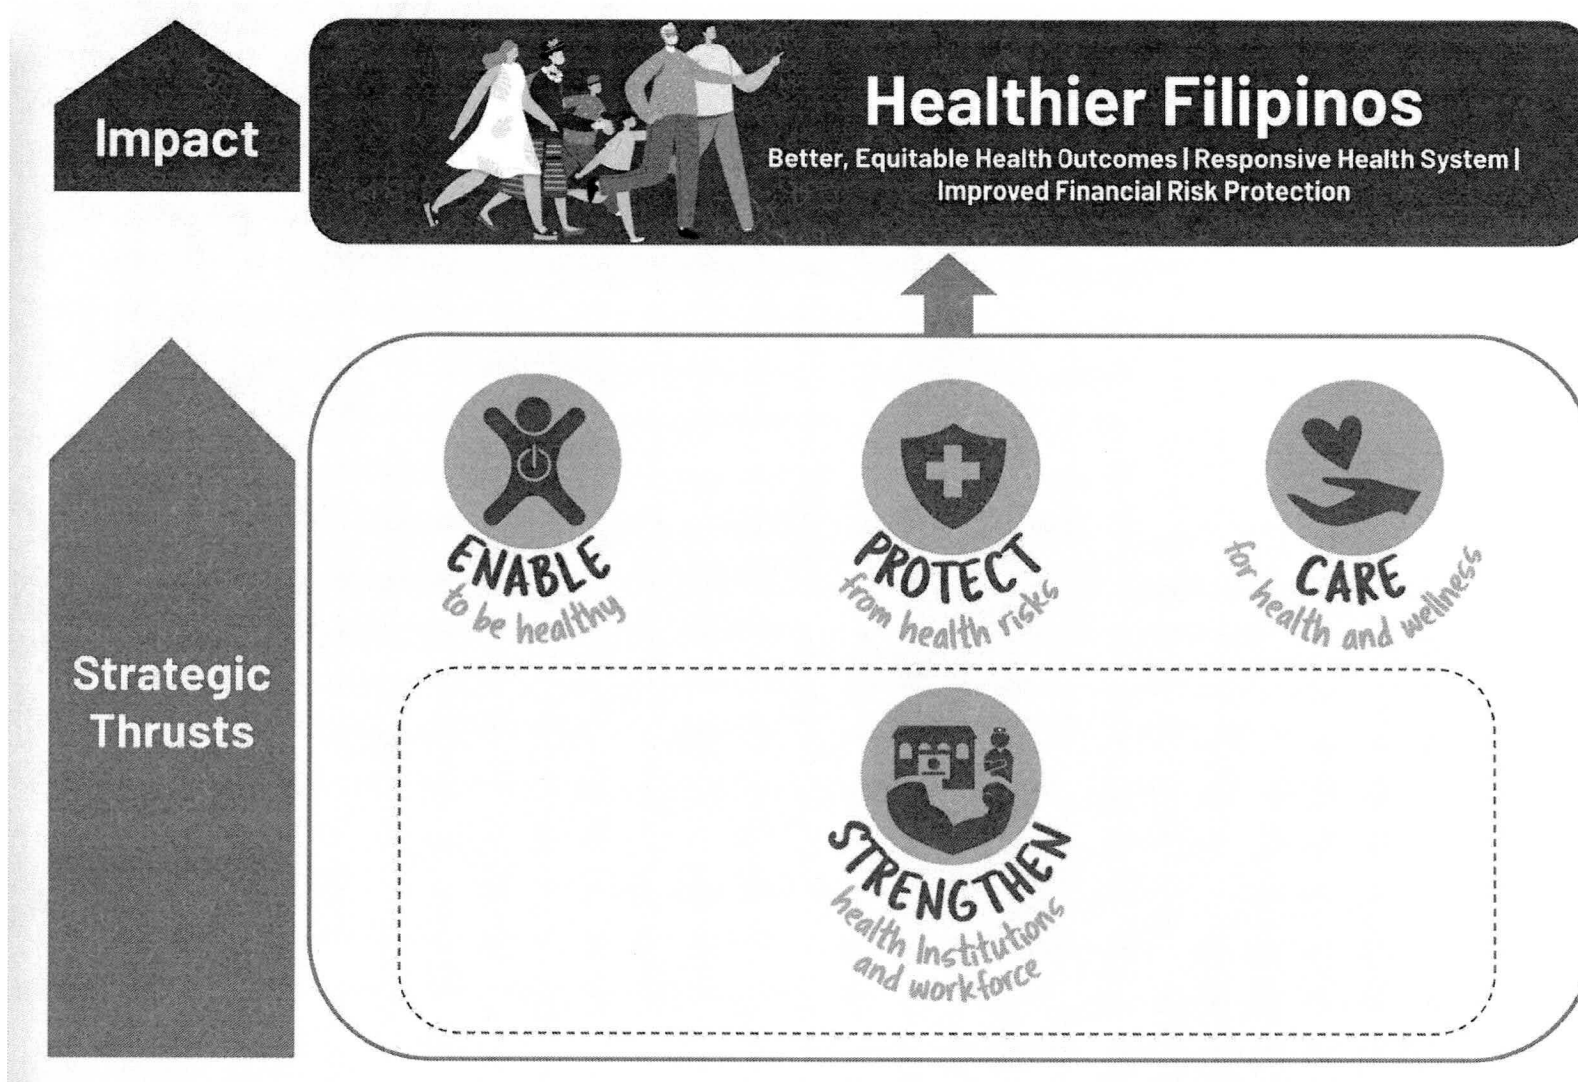 Impact
Healthier Filipinos
Better, Equitable Health Outcomes | Responsive Health System |
Improved Financial Risk Protection
Strategic
Thrusts
ENABLE
to be healthy
PROTECT
from health risks
CARE
for health and wellness
STRENGTHEN
health Institutions
and workforce